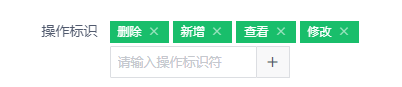 操作标识 删除 × 新增 × 查看 × 修改 ×
请输入操作标识符 +